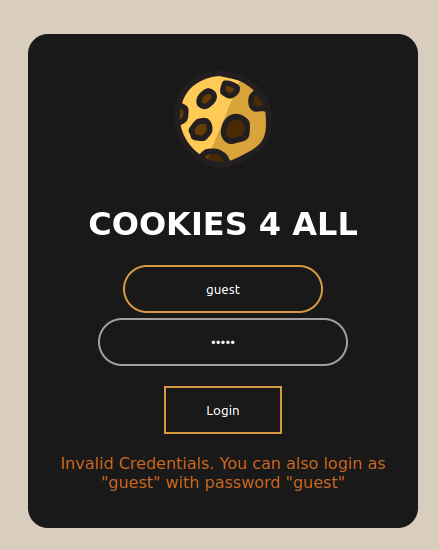 COOKIES 4 ALL
guest
•••••
Login
Invalid Credentials. You can also login as
"guest" with password "guest"